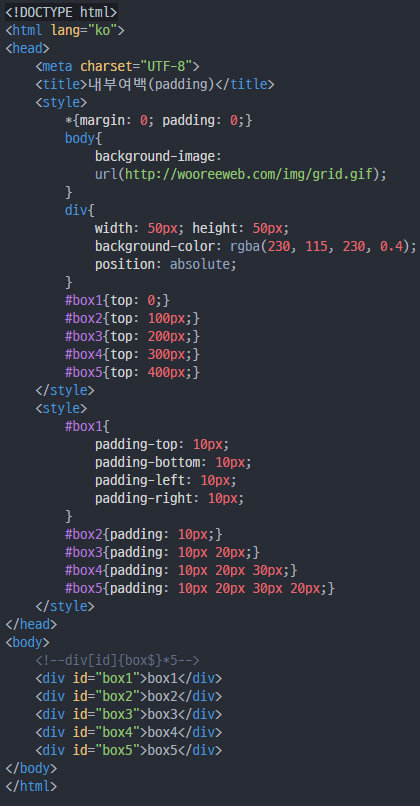 <!DOCTYPE html>
<html lang="ko">
<head>
    <meta charset="UTF-8">
    <title>내부여백(padding)</title>
    <style>
        *{margin: 0; padding: 0;}
        body{
            background-image:
            url(http://wooreeweb.com/img/grid.gif);
        }
        div{
            width: 50px; height: 50px;
            background-color: rgba(230, 115, 230, 0.4);
            position: absolute;
        }
        #box1{top: 0;}
        #box2{top: 100px;}
        #box3{top: 200px;}
        #box4{top: 300px;}
        #box5{top: 400px;}
    </style>
    <style>
        #box1{
            padding-top: 10px;
            padding-bottom: 10px;
            padding-left: 10px;
            padding-right: 10px;
        }
        #box2{padding: 10px;}
        #box3{padding: 10px 20px;}
        #box4{padding: 10px 20px 30px;}
        #box5{padding: 10px 20px 30px 20px;}
    </style>
</head>
<body>
    <!--div[id]{box$}*5-->
    <div id="box1">box1</div>
    <div id="box2">box2</div>
    <div id="box3">box3</div>
    <div id="box4">box4</div>
    <div id="box5">box5</div>
</body>
</html>